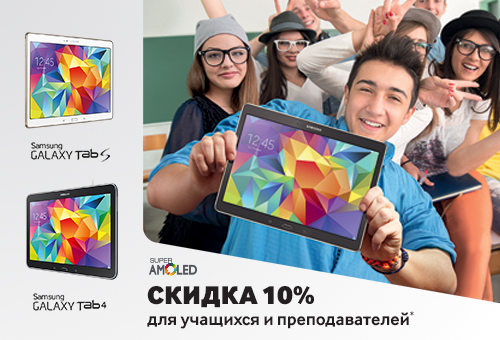 12:45
Samsung
GALAXY Tab S
12:45
Samsung
GALAXY Tab 4
SAMSUNG
12:45
SUPER
AMOLED
СКИДКА 10%
для учащихся и преподавателей*